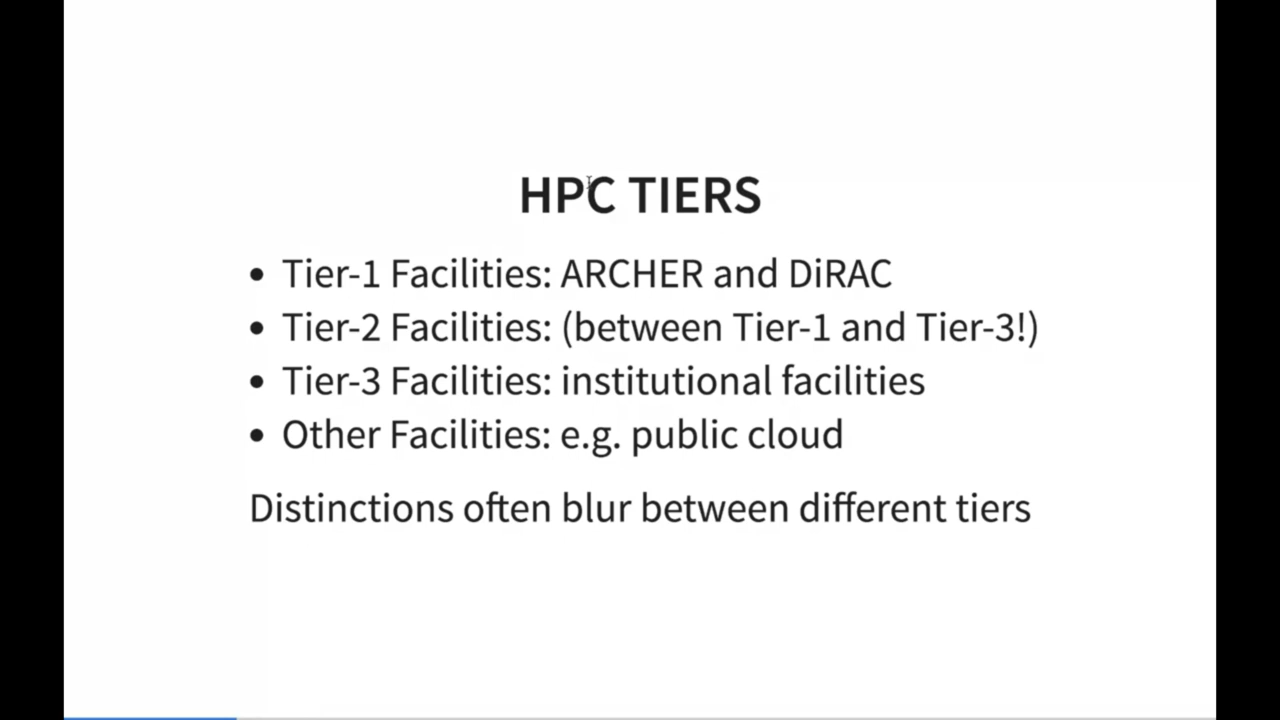 HPC TIERS
• Tier-1 Facilities: ARCHER and DiRAC
• Tier-2 Facilities: (between Tier-1 and Tier-3!)
• Tier-3 Facilities: institutional facilities
• Other Facilities: e.g. public cloud
Distinctions often blur between different tiers